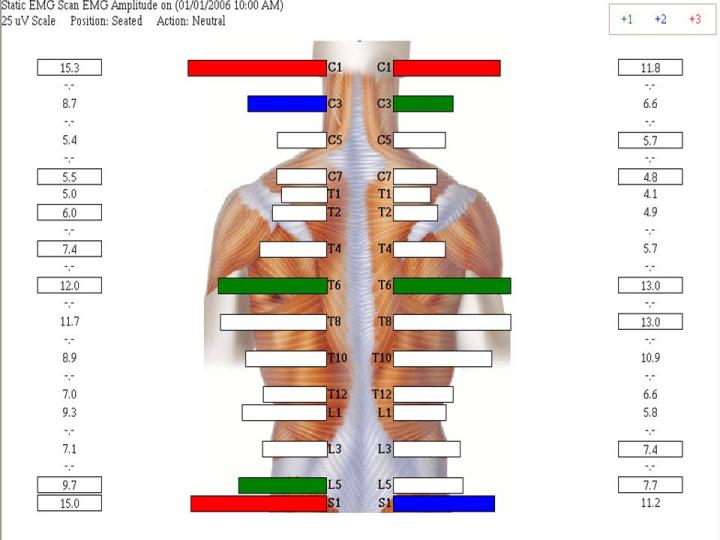 Static EMG Scan EMG Amplitude on (01/01/2006 10:00 AM)
25 uV Scale Position: Seated Action: Neutral
+1 +2 +3
15.3 C1 C1 11.8
-.- -.-
8.7 C3 C3 6.6
-.- -.-
5.4 C5 C5 5.7
-.- -.-
5.5 C7 C7 4.8
5.0 T1 T1 4.1
6.0 T2 T2 4.9
-.- -.-
7.4 T4 T4 5.7
-.- -.-
12.0 T6 T6 13.0
-.- -.-
11.7 T8 T8 13.0
-.- -.-
8.9 T10 T10 10.9
-.- -.-
7.0 T12 T12 6.6
9.3 L1 L1 5.8
-.- -.-
7.1 L3 L3 7.4
-.- -.-
9.7 L5 L5 7.7
15.0 S1 S1 11.2